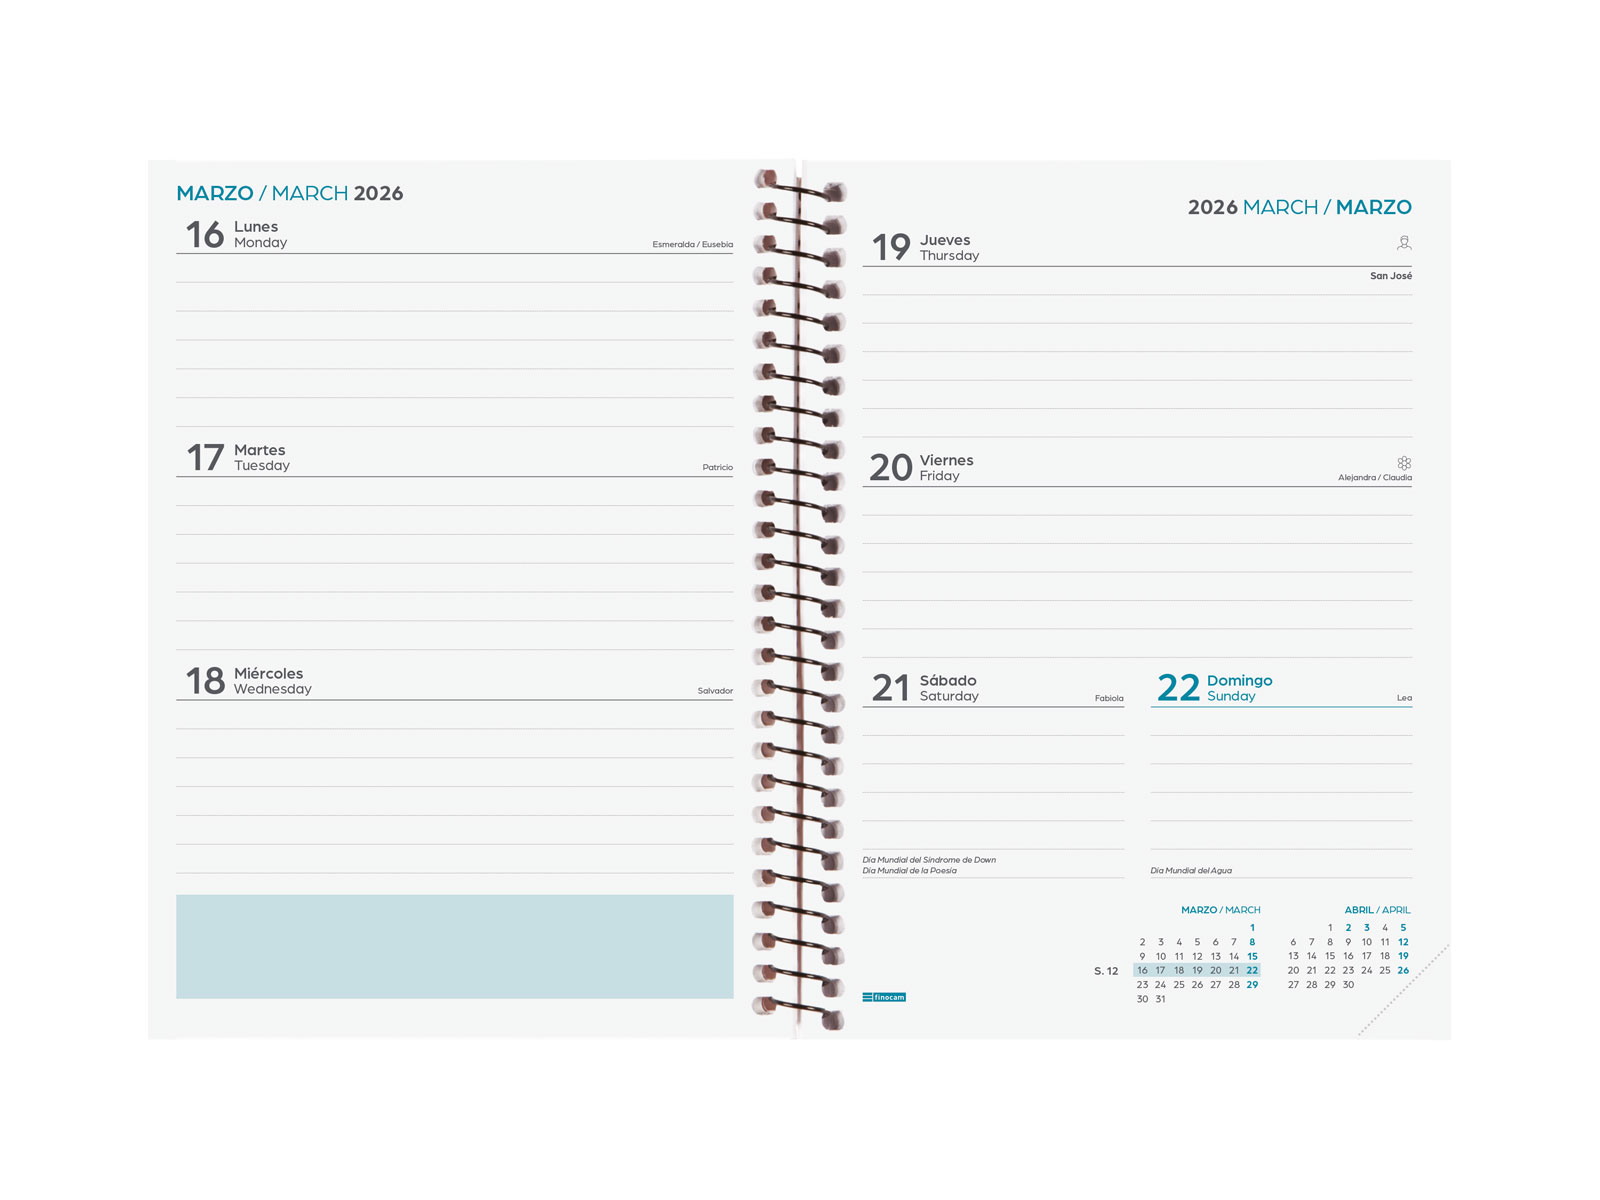 MARZO / MARCH 2026
16 Lunes
Monday
Esmeralda / Eusebia
17 Martes
Tuesday
Patricio
18 Miércoles
Wednesday
Salvador
2026 MARCH / MARZO
19 Jueves
Thursday
San José
20 Viernes
Friday
Alejandra / Claudia
21 Sábado
Saturday
Fabiola
Día Mundial del Síndrome de Down
Día Mundial de la Poesía
22 Domingo
Sunday
Lea
Día Mundial del Agua
finocam
S. 12
MARZO / MARCH
1
2 3 4 5 6 7 8
9 10 11 12 13 14 15
16 17 18 19 20 21 22
23 24 25 26 27 28 29
30 31
ABRIL / APRIL
1 2 3 4 5
6 7 8 9 10 11 12
13 14 15 16 17 18 19
20 21 22 23 24 25 26
27 28 29 30